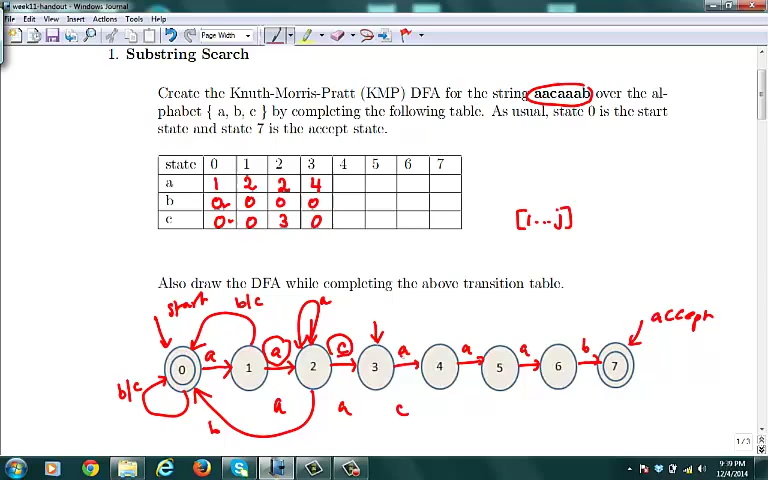 week11-handout - Windows Journal
File Edit View Insert Actions Tools Help
Page Width
1. Substring Search
Create the Knuth-Morris-Pratt (KMP) DFA for the string aacaaab over the al-
phabet { a, b, c } by completing the following table. As usual, state 0 is the start
state and state 7 is the accept state.
state 0 1 2 3 4 5 6 7
a 1 2 2 4
b 0 0 0 0
c 0 0 3 0
[i...j]
Also draw the DFA while completing the above transition table.
start b/c a accept
a a c a a a b
0 1 2 3 4 5 6 7
b/c
a a c
b
1/3
9:39 PM
12/4/2014